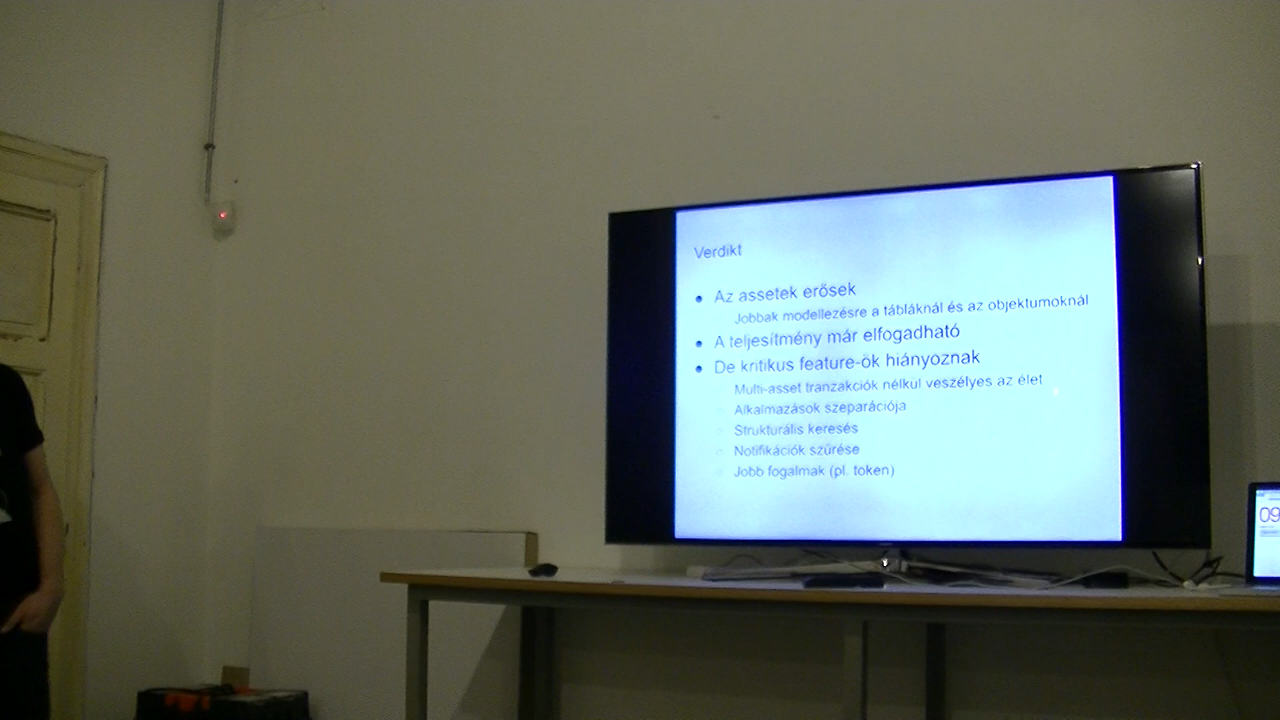 Verdikt
● Az assetek erősek
Jobbak modellezésre a tábláknál és az objektumoknál
● A teljesítmény már elfogadható
● De kritikus feature-ök hiányoznak
Multi-asset tranzakciók nélkül veszélyes az élet
○ Alkalmazások szeparációja
○ Strukturális keresés
○ Notifikációk szűrése
○ Jobb fogalmak (pl. token)
09